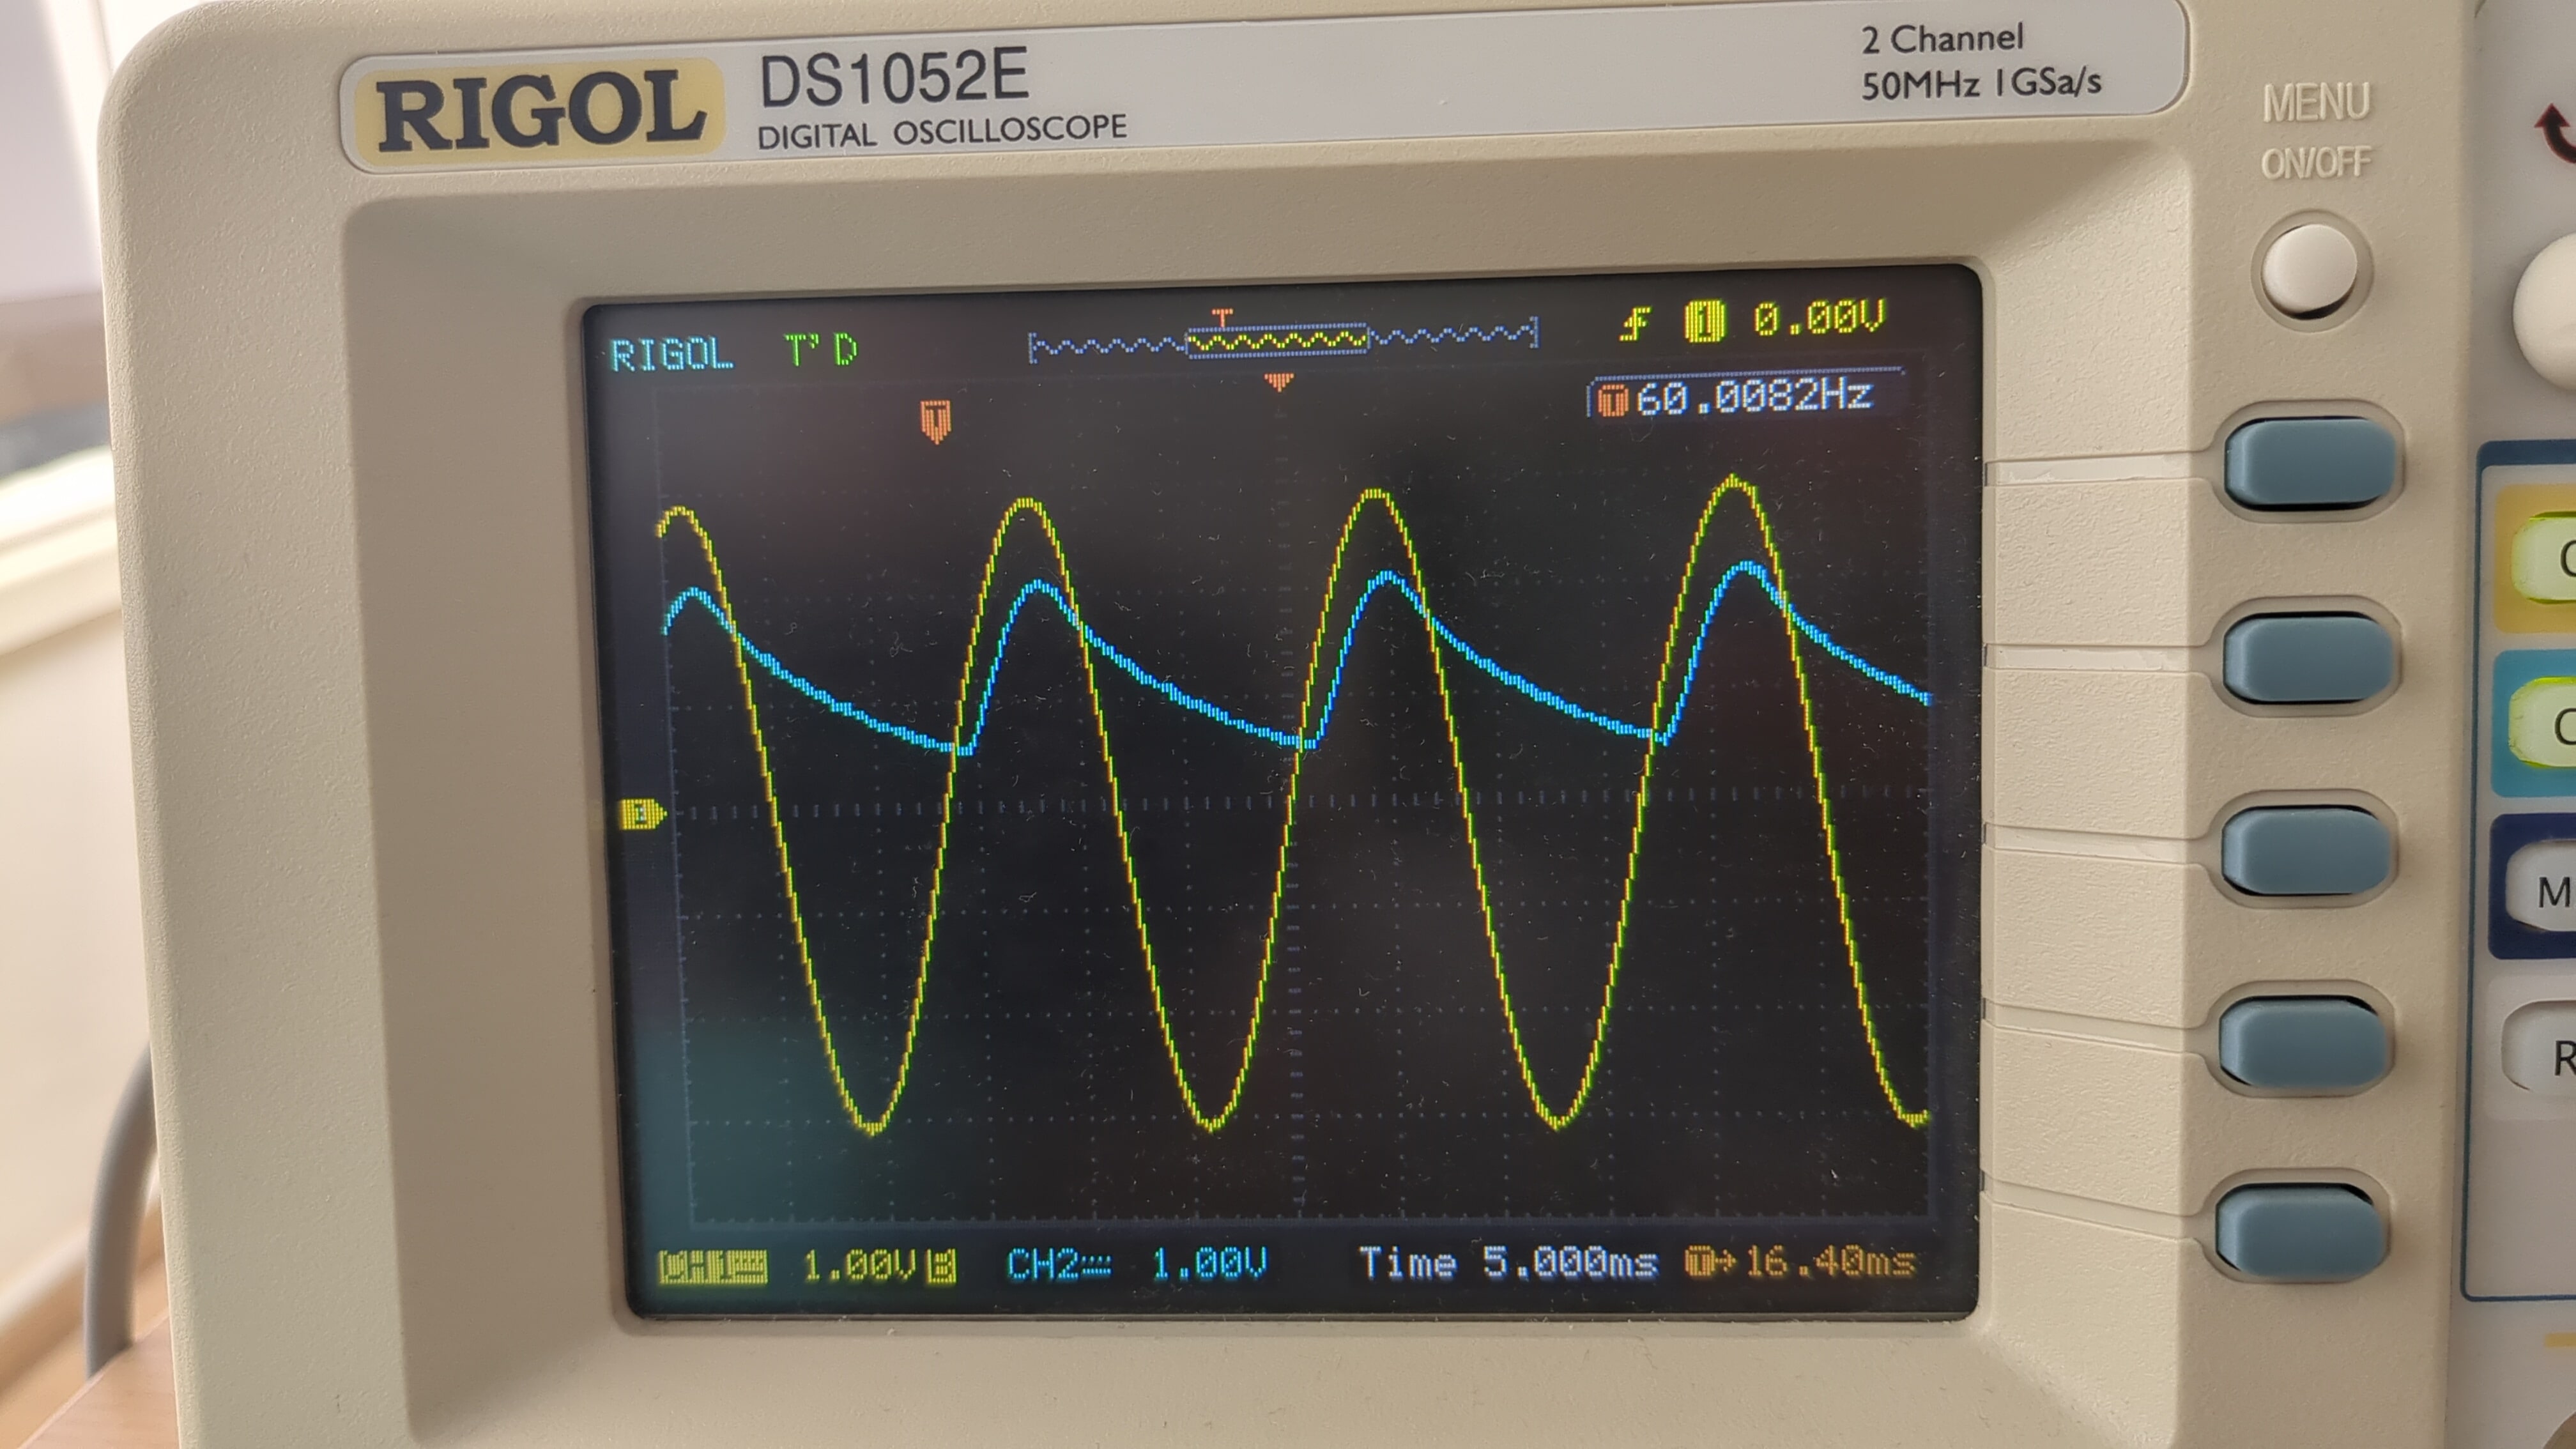 RIGOL DS1052E
DIGITAL OSCILLOSCOPE
2 Channel
50MHz 1GSa/s
MENU
ON/OFF
RIGOL T'D T 1 0.00V
T 60.0082Hz
T
CH1 1.00V B CH2 1.00V Time 5.000ms T 16.40ms